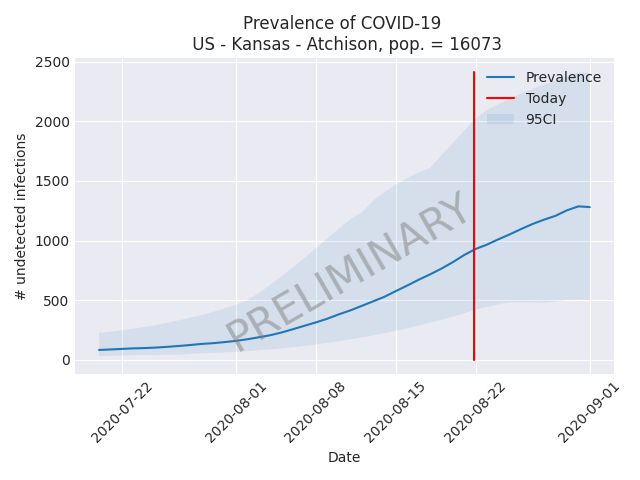 Prevalence of COVID-19
US - Kansas - Atchison, pop. = 16073
2500
2000
1500
1000
500
0
# undetected infections
Prevalence
Today
95CI
PRELIMINARY
2020-07-22
2020-08-01
2020-08-08
2020-08-15
2020-08-22
2020-09-01
Date